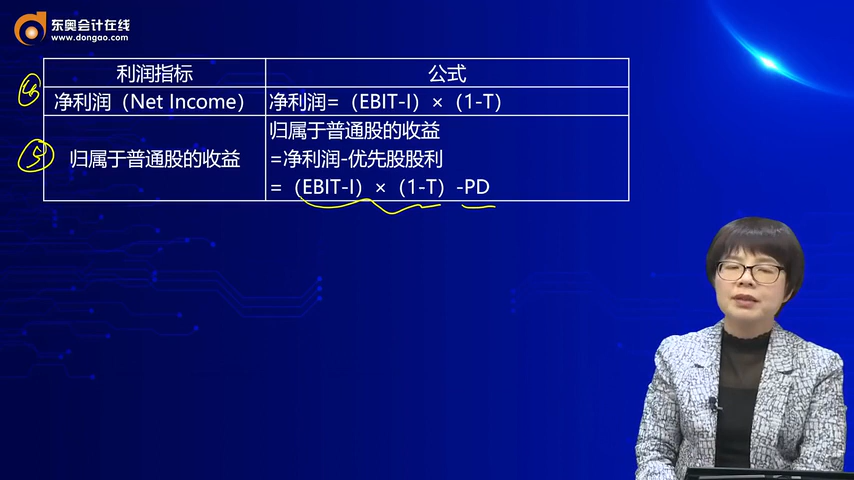 东奥会计在线
www.dongao.com
利润指标
公式
净利润（Net Income）
净利润=（EBIT-I）×（1-T）
归属于普通股的收益
归属于普通股的收益
=净利润-优先股股利
=（EBIT-I）×（1-T）-PD